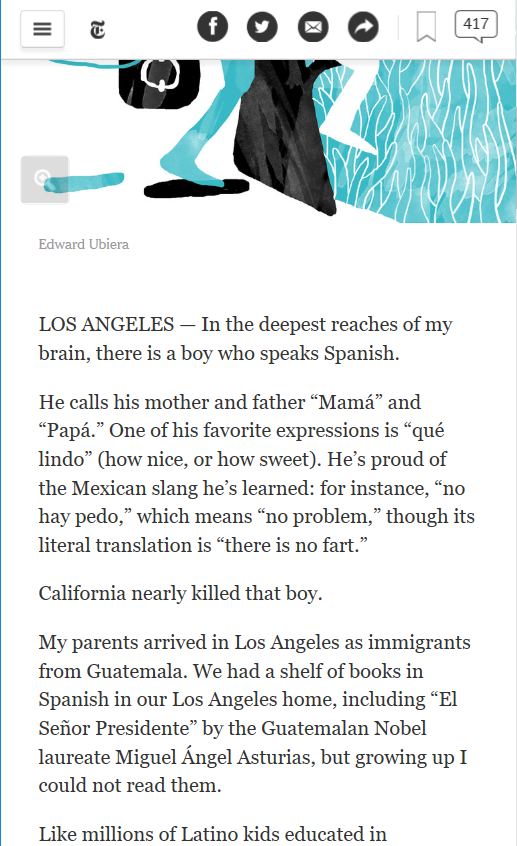 417
Edward Ubiera
LOS ANGELES — In the deepest reaches of my
brain, there is a boy who speaks Spanish.
He calls his mother and father “Mamá” and
“Papá.” One of his favorite expressions is “qué
lindo” (how nice, or how sweet). He’s proud of
the Mexican slang he’s learned: for instance, “no
hay pedo,” which means “no problem,” though its
literal translation is “there is no fart.”
California nearly killed that boy.
My parents arrived in Los Angeles as immigrants
from Guatemala. We had a shelf of books in
Spanish in our Los Angeles home, including “El
Señor Presidente” by the Guatemalan Nobel
laureate Miguel Ángel Asturias, but growing up I
could not read them.
Like millions of Latino kids educated in